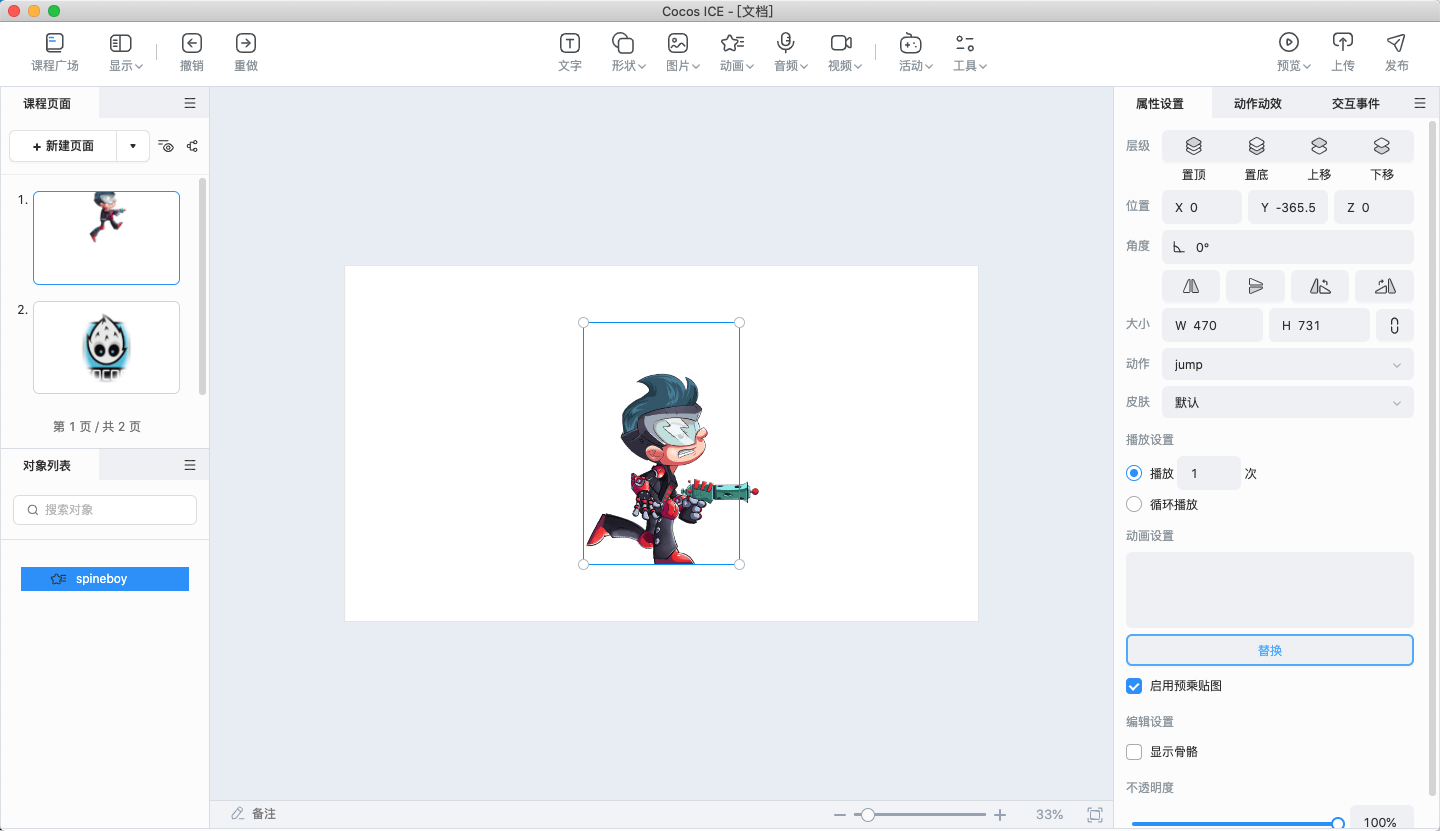 Cocos ICE - [文档]
课程广场 显示 撤销 重做 文字 形状 图片 动画 音频 视频 活动 工具 预览 上传 发布
课程页面
+ 新建页面
1.
2.
ICE
第 1 页 / 共 2 页
对象列表
搜索对象
spineboy
备注
33%
属性设置 动作动效 交互事件
层级
置顶 置底 上移 下移
位置 X 0 Y -365.5 Z 0
角度 0°
大小 W 470 H 731
动作 jump
皮肤 默认
播放设置
播放 1 次
循环播放
动画设置
替换
启用预乘贴图
编辑设置
显示骨骼
不透明度
100%